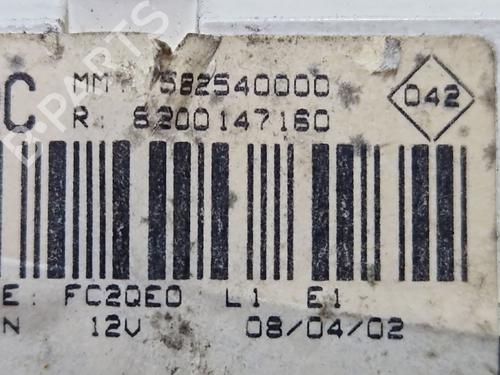 C MM. 582540000
R. 8200147160
042
E. FC2QE0 L1 E1
N 12V 08/04/02
B-PARTS